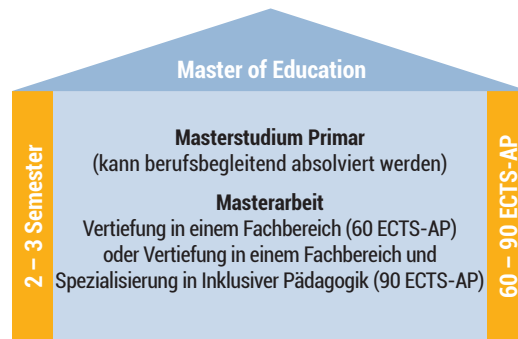 Master of Education
2 – 3 Semester
Masterstudium Primar
(kann berufsbegleitend absolviert werden)
Masterarbeit
Vertiefung in einem Fachbereich (60 ECTS-AP)
oder Vertiefung in einem Fachbereich und
Spezialisierung in Inklusiver Pädagogik (90 ECTS-AP)
60 – 90 ECTS-AP